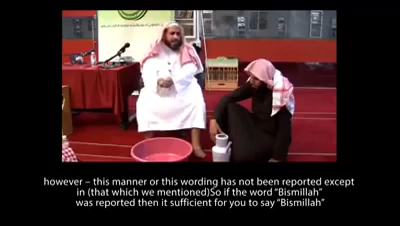 however – this manner or this wording has not been reported except
in (that which we mentioned)So if the word “Bismillah”
was reported then it sufficient for you to say “Bismillah”